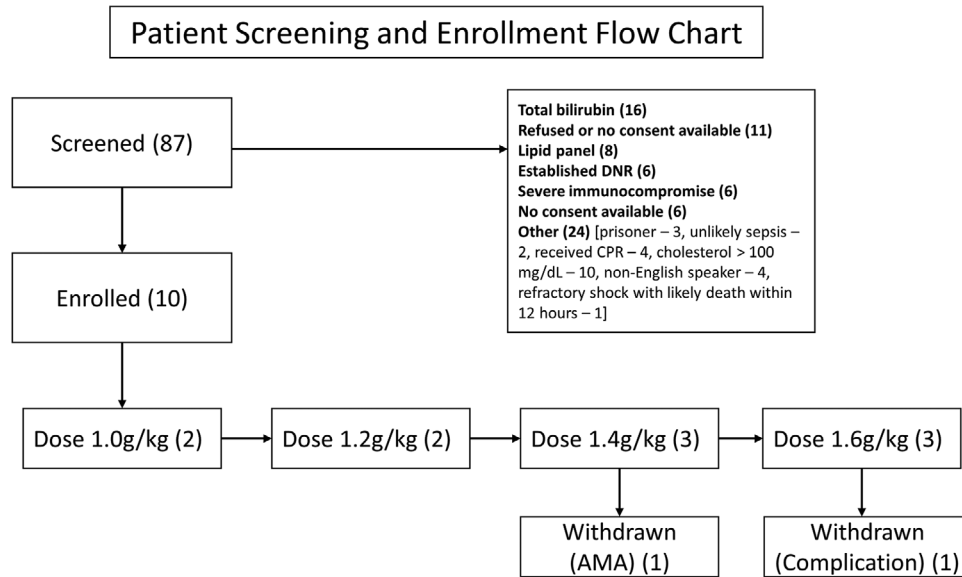 Patient Screening and Enrollment Flow Chart
Screened (87)
Total bilirubin (16)
Refused or no consent available (11)
Lipid panel (8)
Established DNR (6)
Severe immunocompromise (6)
No consent available (6)
Other (24) [prisoner – 3, unlikely sepsis –
2, received CPR – 4, cholesterol > 100
mg/dL – 10, non-English speaker – 4,
refractory shock with likely death within
12 hours – 1]
Enrolled (10)
Dose 1.0g/kg (2)
Dose 1.2g/kg (2)
Dose 1.4g/kg (3)
Dose 1.6g/kg (3)
Withdrawn
(AMA) (1)
Withdrawn
(Complication) (1)